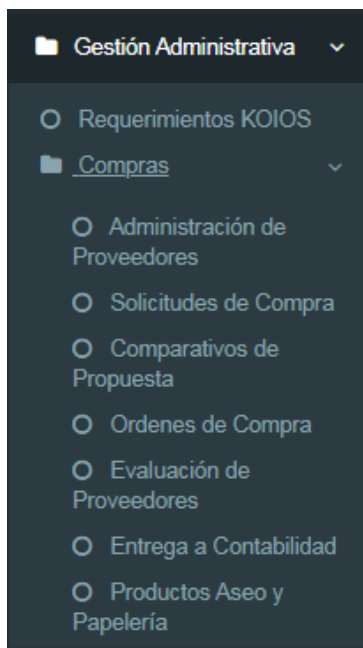 Gestión Administrativa
Requerimientos KOIOS
Compras
Administración de
Proveedores
Solicitudes de Compra
Comparativos de
Propuesta
Ordenes de Compra
Evaluación de
Proveedores
Entrega a Contabilidad
Productos Aseo y
Papelería